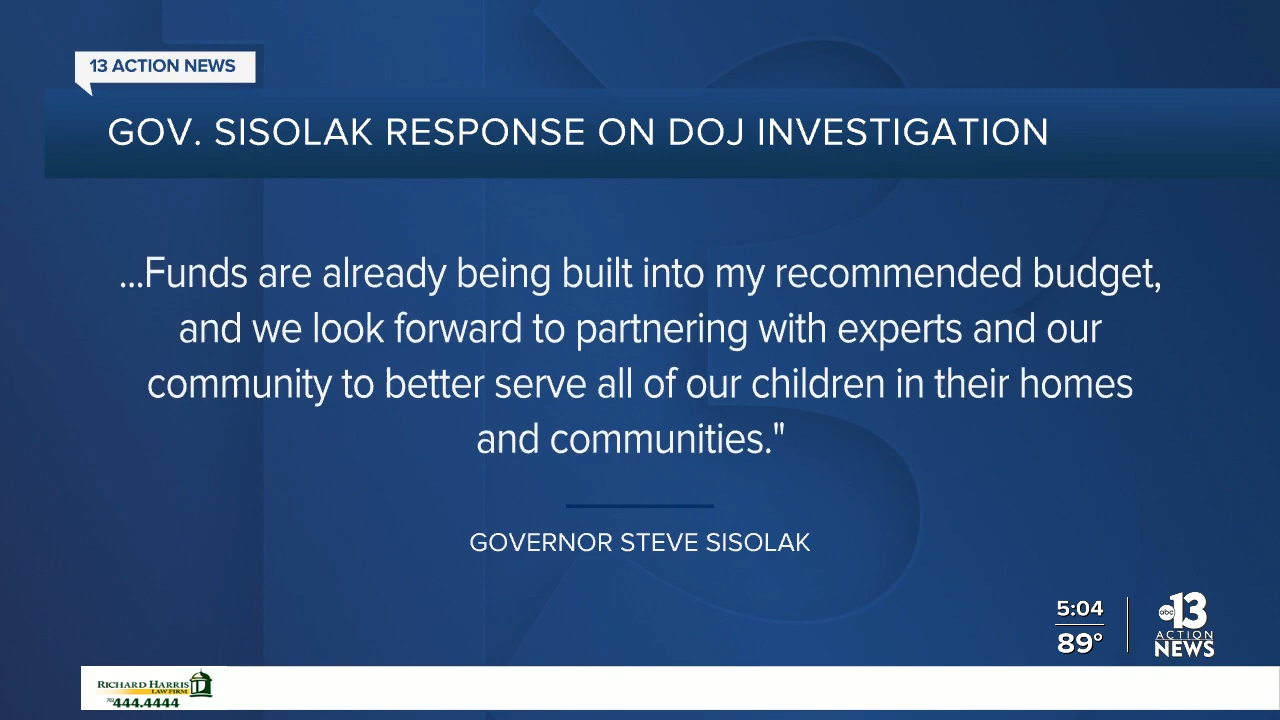 13 ACTION NEWS
GOV. SISOLAK RESPONSE ON DOJ INVESTIGATION
...Funds are already being built into my recommended budget,
and we look forward to partnering with experts and our
community to better serve all of our children in their homes
and communities."
GOVERNOR STEVE SISOLAK
5:04
89°
abc 13
ACTION
NEWS
RICHARD HARRIS
LAW FIRM
702 444.4444